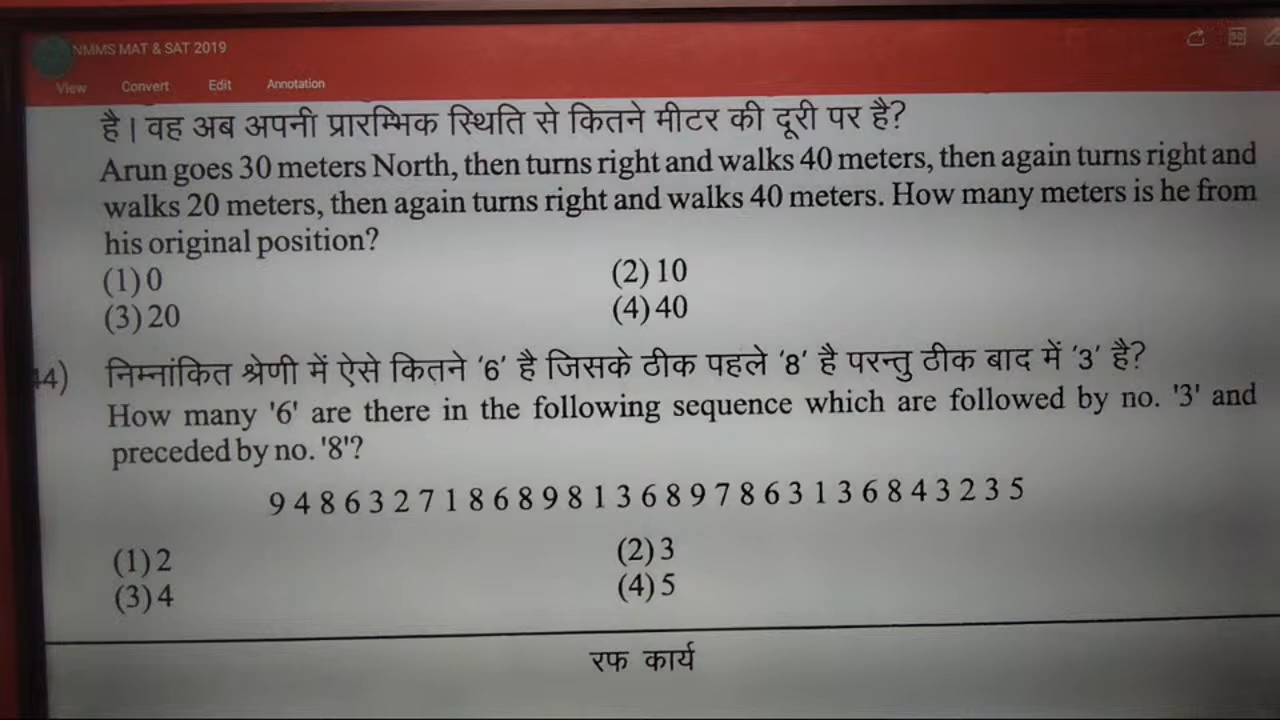 NMMS MAT & SAT 2019
View Convert Edit Annotation
है। वह अब अपनी प्रारम्भिक स्थिति से कितने मीटर की दूरी पर है?
Arun goes 30 meters North, then turns right and walks 40 meters, then again turns right and
walks 20 meters, then again turns right and walks 40 meters. How many meters is he from
his original position?
(1) 0 (2) 10
(3) 20 (4) 40
4) निम्नांकित श्रेणी में ऐसे कितने '6' है जिसके ठीक पहले '8' है परन्तु ठीक बाद में '3' है?
How many '6' are there in the following sequence which are followed by no. '3' and
preceded by no. '8'?
9 4 8 6 3 2 7 1 8 6 8 9 8 1 3 6 8 9 7 8 6 3 1 3 6 8 4 3 2 3 5
(1) 2 (2) 3
(3) 4 (4) 5
रफ कार्य